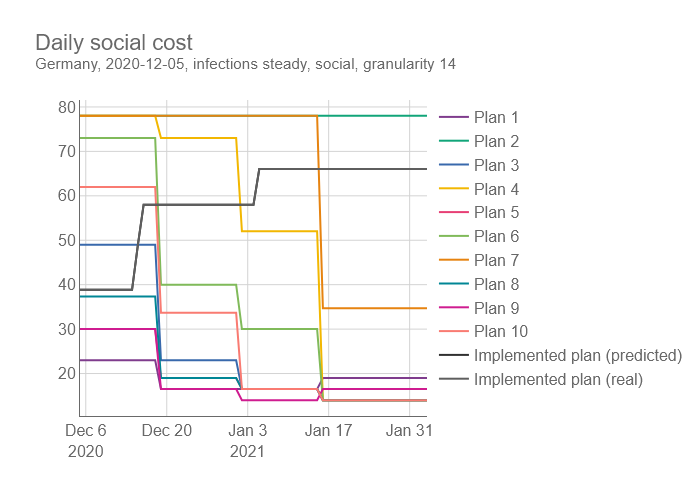 Daily social cost
Germany, 2020-12-05, infections steady, social, granularity 14
80
70
60
50
40
30
20
Dec 6
2020
Dec 20
Jan 3
2021
Jan 17
Jan 31
Plan 1
Plan 2
Plan 3
Plan 4
Plan 5
Plan 6
Plan 7
Plan 8
Plan 9
Plan 10
Implemented plan (predicted)
Implemented plan (real)